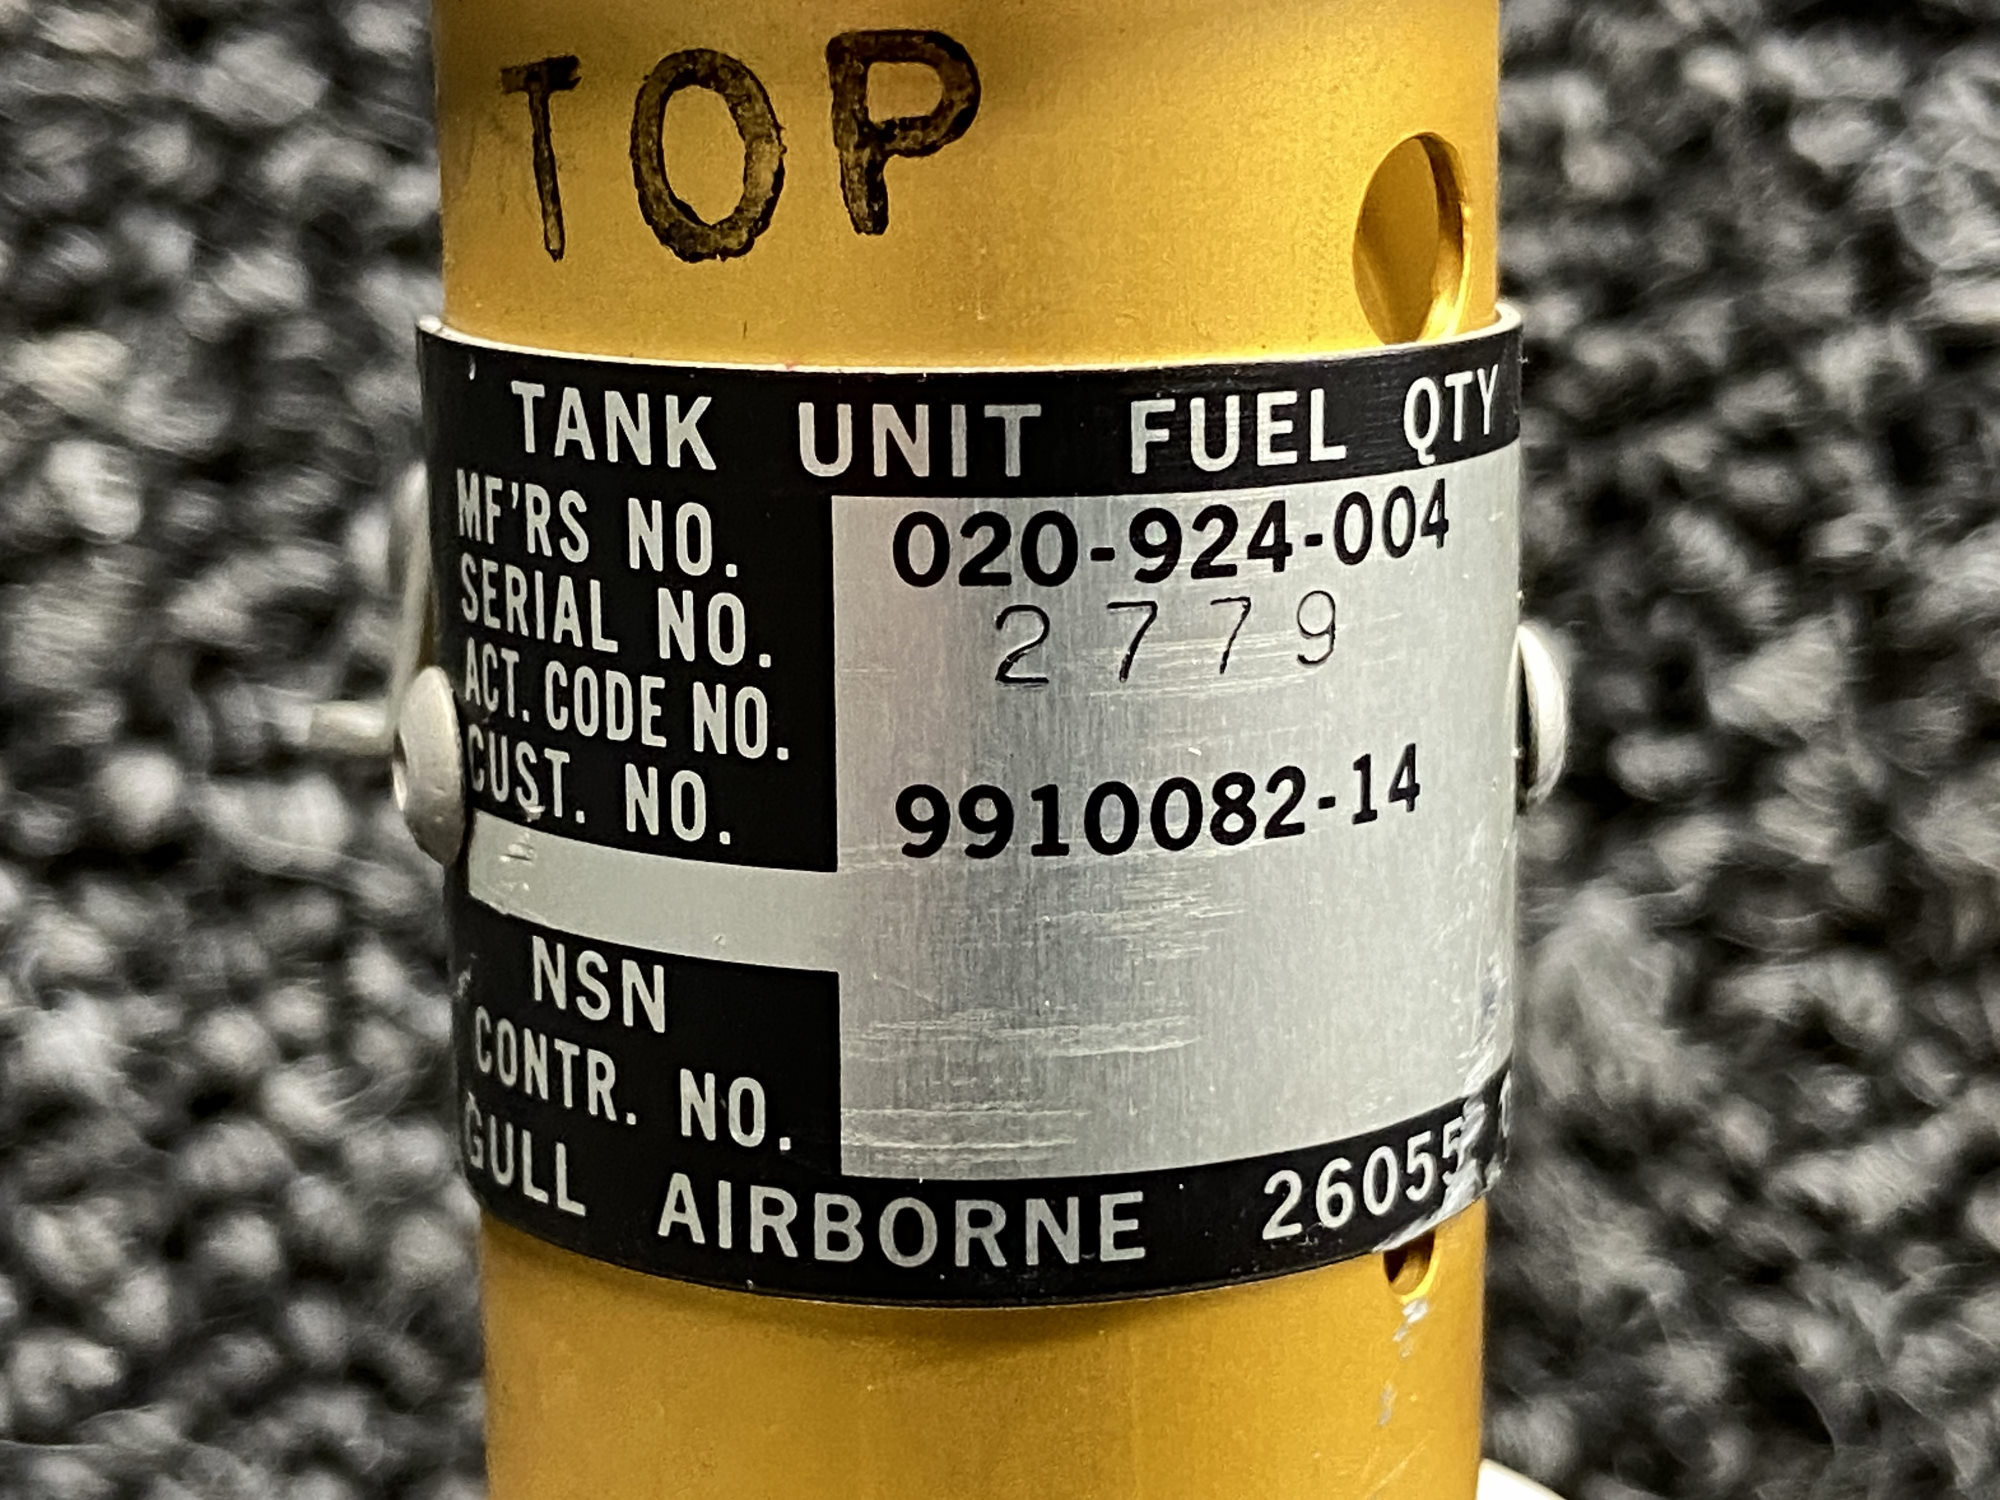 TOP
TANK UNIT FUEL QTY
MF'RS NO. 020-924-004
SERIAL NO. 2779
ACT. CODE NO.
CUST. NO. 9910082-14
NSN
CONTR. NO.
GULL AIRBORNE 26055